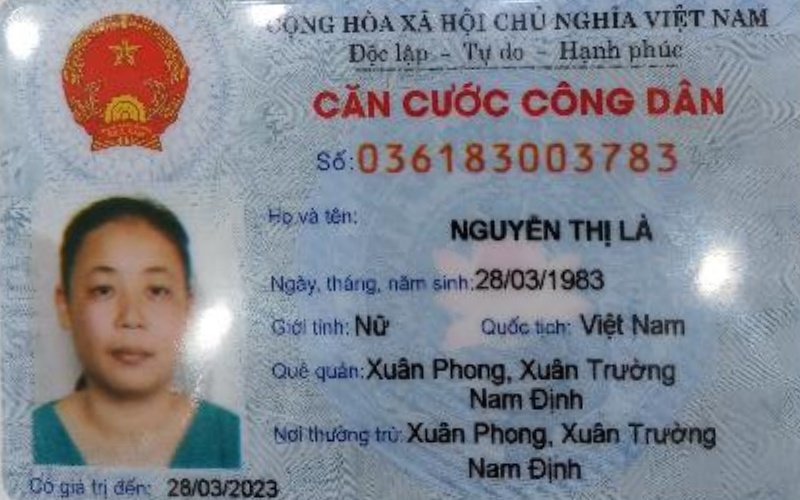 CỘNG HÒA XÃ HỘI CHỦ NGHĨA VIỆT NAM
Độc lập - Tự do - Hạnh phúc
CĂN CƯỚC CÔNG DÂN
Số: 036183003783
Họ và tên: NGUYỄN THỊ LÀ
Ngày, tháng, năm sinh: 28/03/1983
Giới tính: Nữ Quốc tịch: Việt Nam
Quê quán: Xuân Phong, Xuân Trường
Nam Định
Nơi thường trú: Xuân Phong, Xuân Trường
Nam Định
Có giá trị đến: 28/03/2023